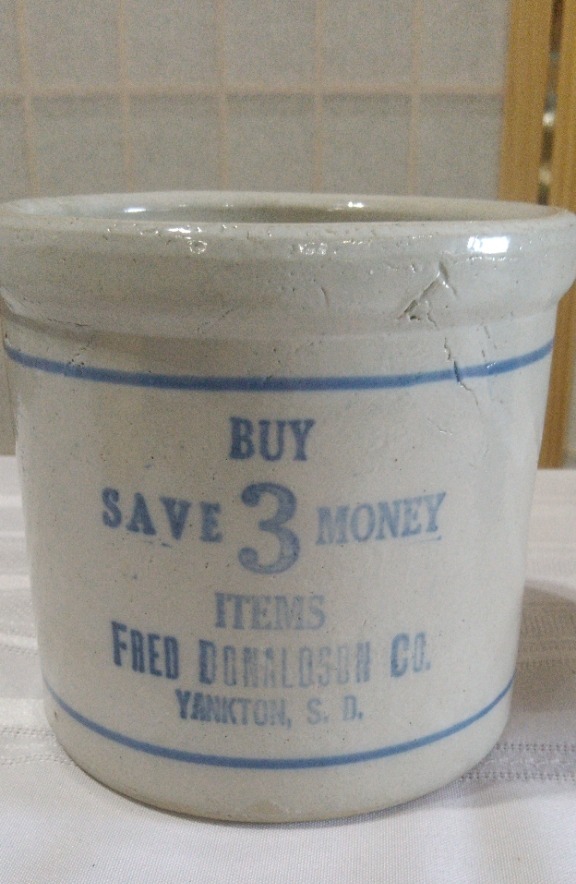 BUY
SAVE 3 MONEY
ITEMS
FRED DONALDSON CO.
YANKTON, S. D.